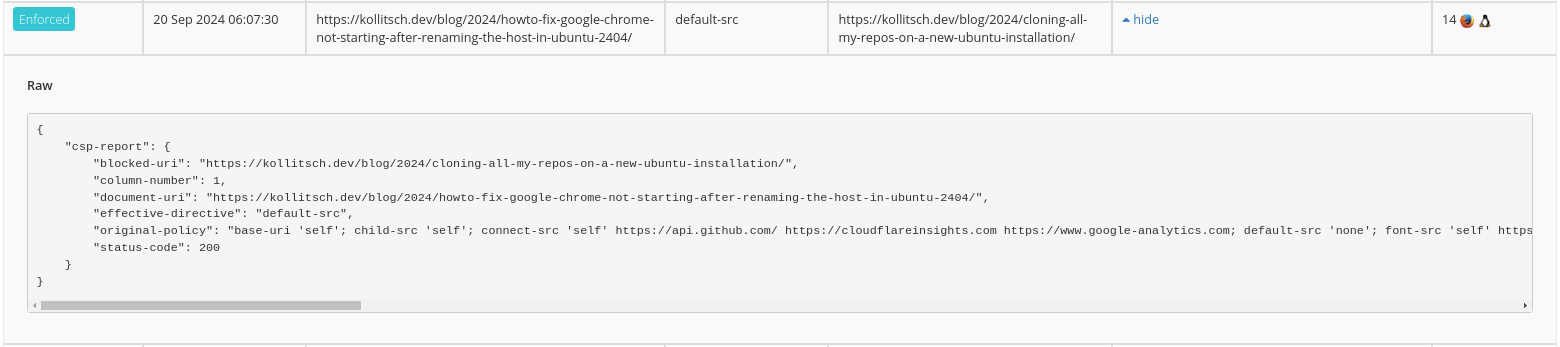 Enforced 20 Sep 2024 06:07:30 https://kollitsch.dev/blog/2024/howto-fix-google-chrome- default-src https://kollitsch.dev/blog/2024/cloning-all- hide 14
not-starting-after-renaming-the-host-in-ubuntu-2404/ my-repos-on-a-new-ubuntu-installation/
Raw
{
    "csp-report": {
        "blocked-uri": "https://kollitsch.dev/blog/2024/cloning-all-my-repos-on-a-new-ubuntu-installation/",
        "column-number": 1,
        "document-uri": "https://kollitsch.dev/blog/2024/howto-fix-google-chrome-not-starting-after-renaming-the-host-in-ubuntu-2404/",
        "effective-directive": "default-src",
        "original-policy": "base-uri 'self'; child-src 'self'; connect-src 'self' https://api.github.com/ https://cloudflareinsights.com https://www.google-analytics.com; default-src 'none'; font-src 'self' https
        "status-code": 200
    }
}